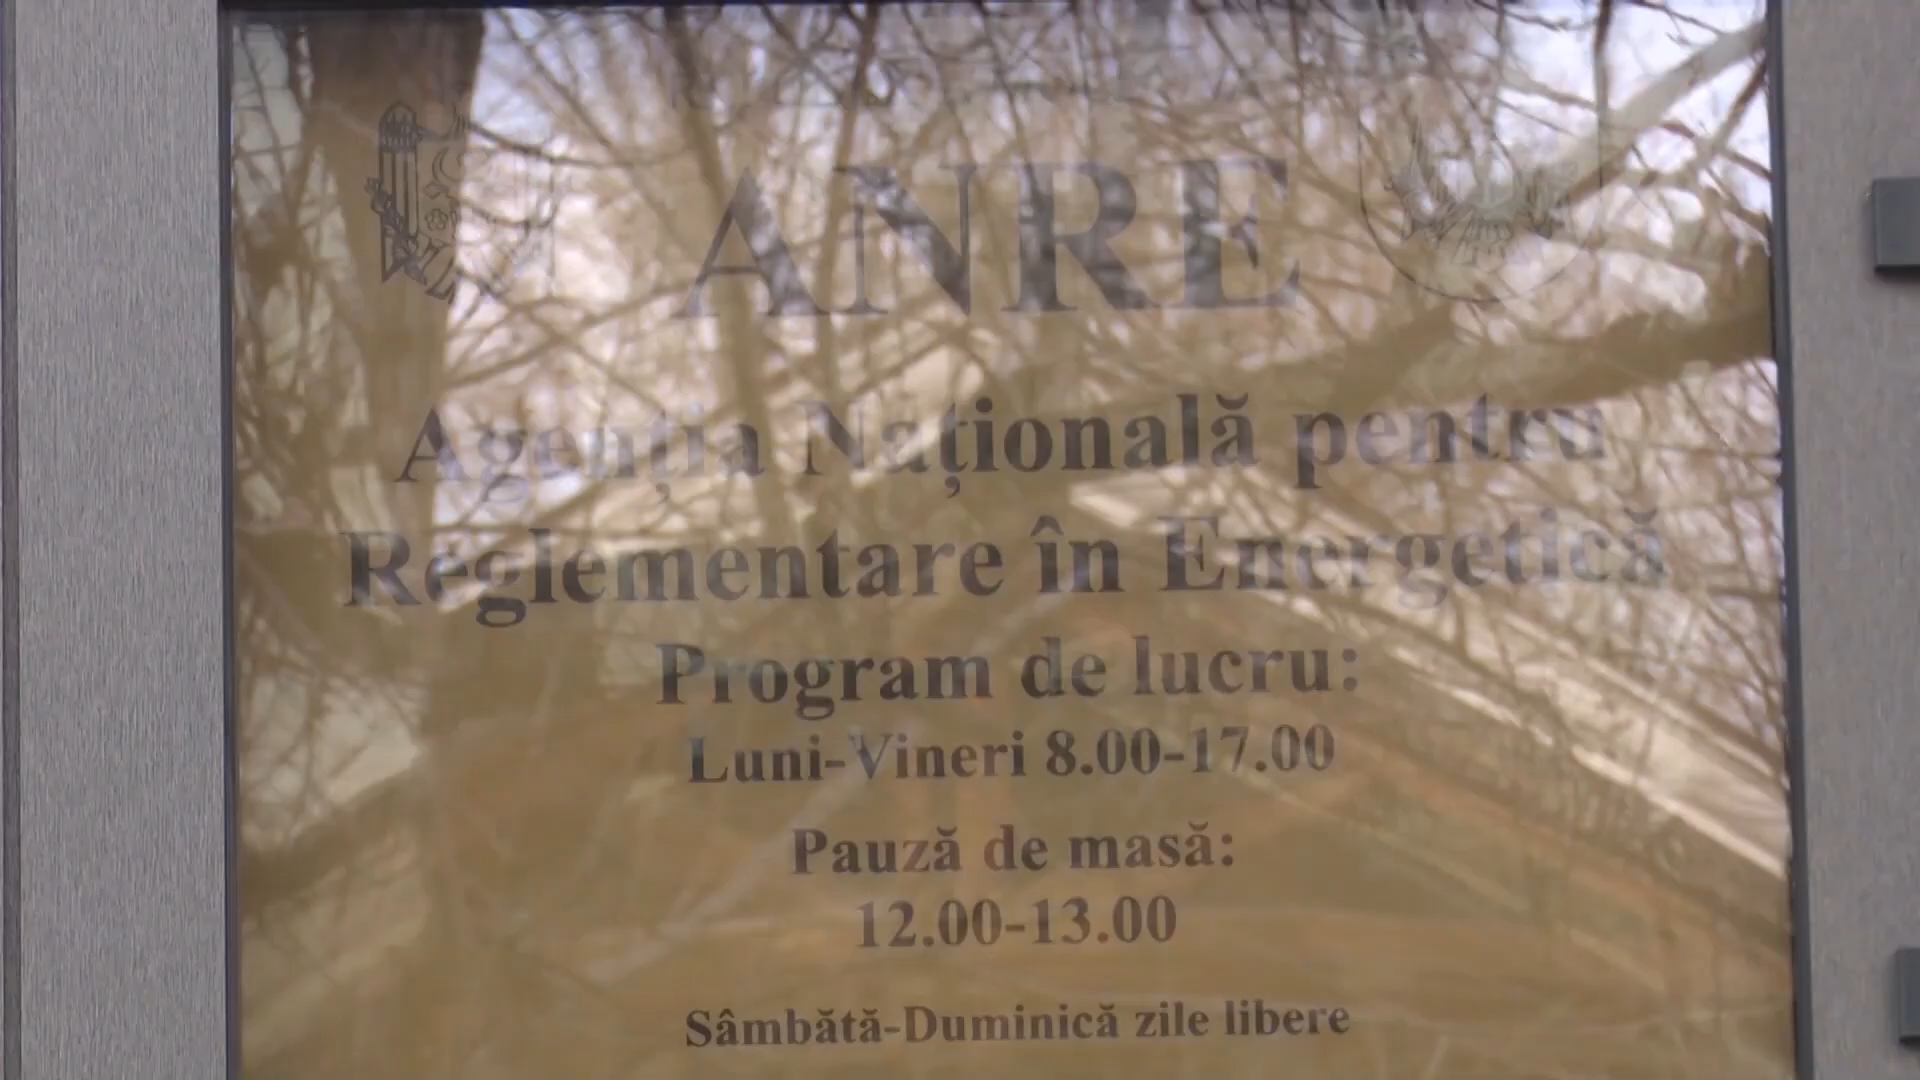 ANRE
Agenția Națională pentru
Reglementare în Energetică
Program de lucru:
Luni-Vineri 8.00-17.00
Pauză de masă:
12.00-13.00
Sâmbătă-Duminică zile libere